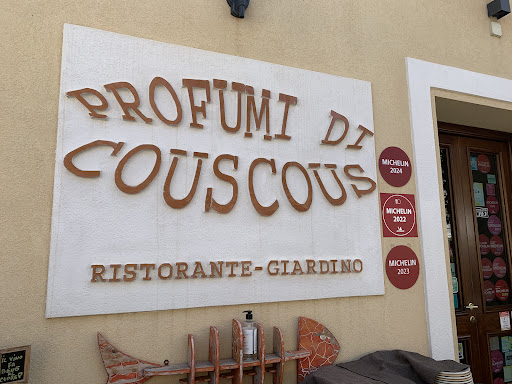 PROFUMI DI
COUSCOUS
RISTORANTE-GIARDINO
MICHELIN
2024
MICHELIN
2022
MICHELIN
2023